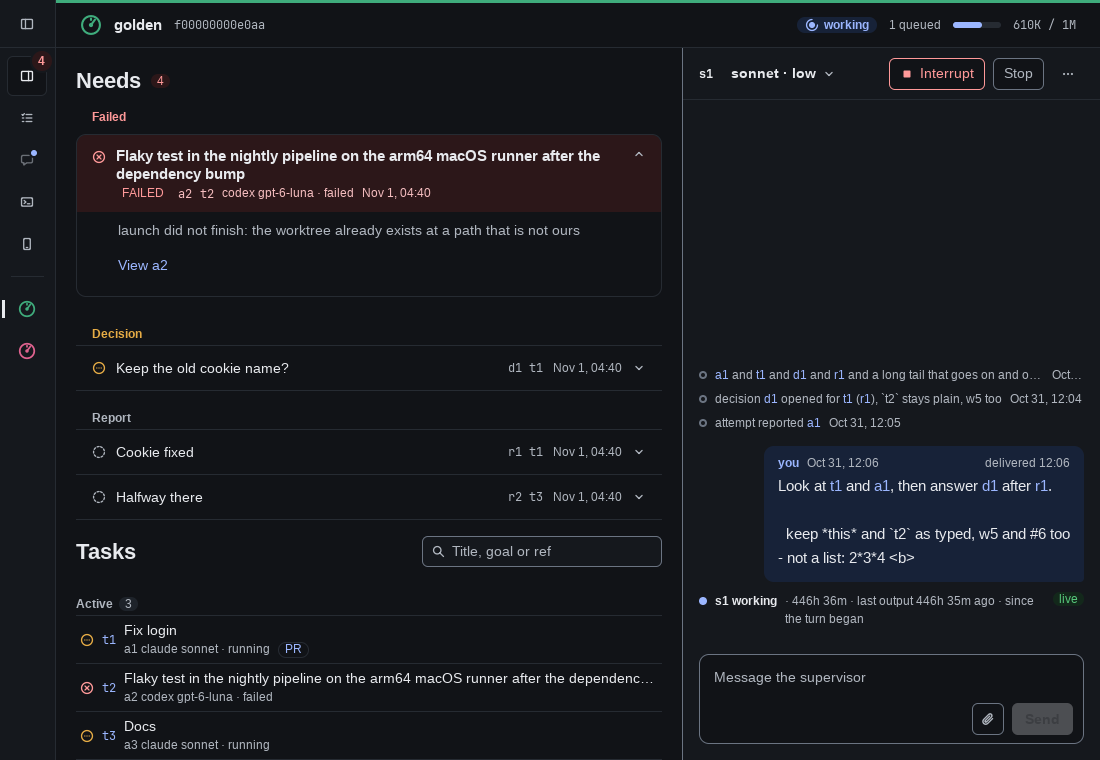 golden f00000000e0aa working 1 queued 610K / 1M
4
Needs 4
Failed
Flaky test in the nightly pipeline on the arm64 macOS runner after the
dependency bump
FAILED a2 t2 codex gpt-6-luna · failed Nov 1, 04:40
launch did not finish: the worktree already exists at a path that is not ours
View a2
Decision
Keep the old cookie name? d1 t1 Nov 1, 04:40
Report
Cookie fixed r1 t1 Nov 1, 04:40
Halfway there r2 t3 Nov 1, 04:40
Tasks
Title, goal or ref
Active 3
t1 Fix login
a1 claude sonnet · running PR
t2 Flaky test in the nightly pipeline on the arm64 macOS runner after the dependenc…
a2 codex gpt-6-luna · failed
t3 Docs
a3 claude sonnet · running
s1 sonnet · low Interrupt Stop
a1 and t1 and d1 and r1 and a long tail that goes on and o… Oct…
decision d1 opened for t1 (r1), `t2` stays plain, w5 too Oct 31, 12:04
attempt reported a1 Oct 31, 12:05
you Oct 31, 12:06 delivered 12:06
Look at t1 and a1, then answer d1 after r1.
keep *this* and `t2` as typed, w5 and #6 too
- not a list: 2*3*4 <b>
s1 working · 446h 36m · last output 446h 35m ago · since live
the turn began
Message the supervisor
Send